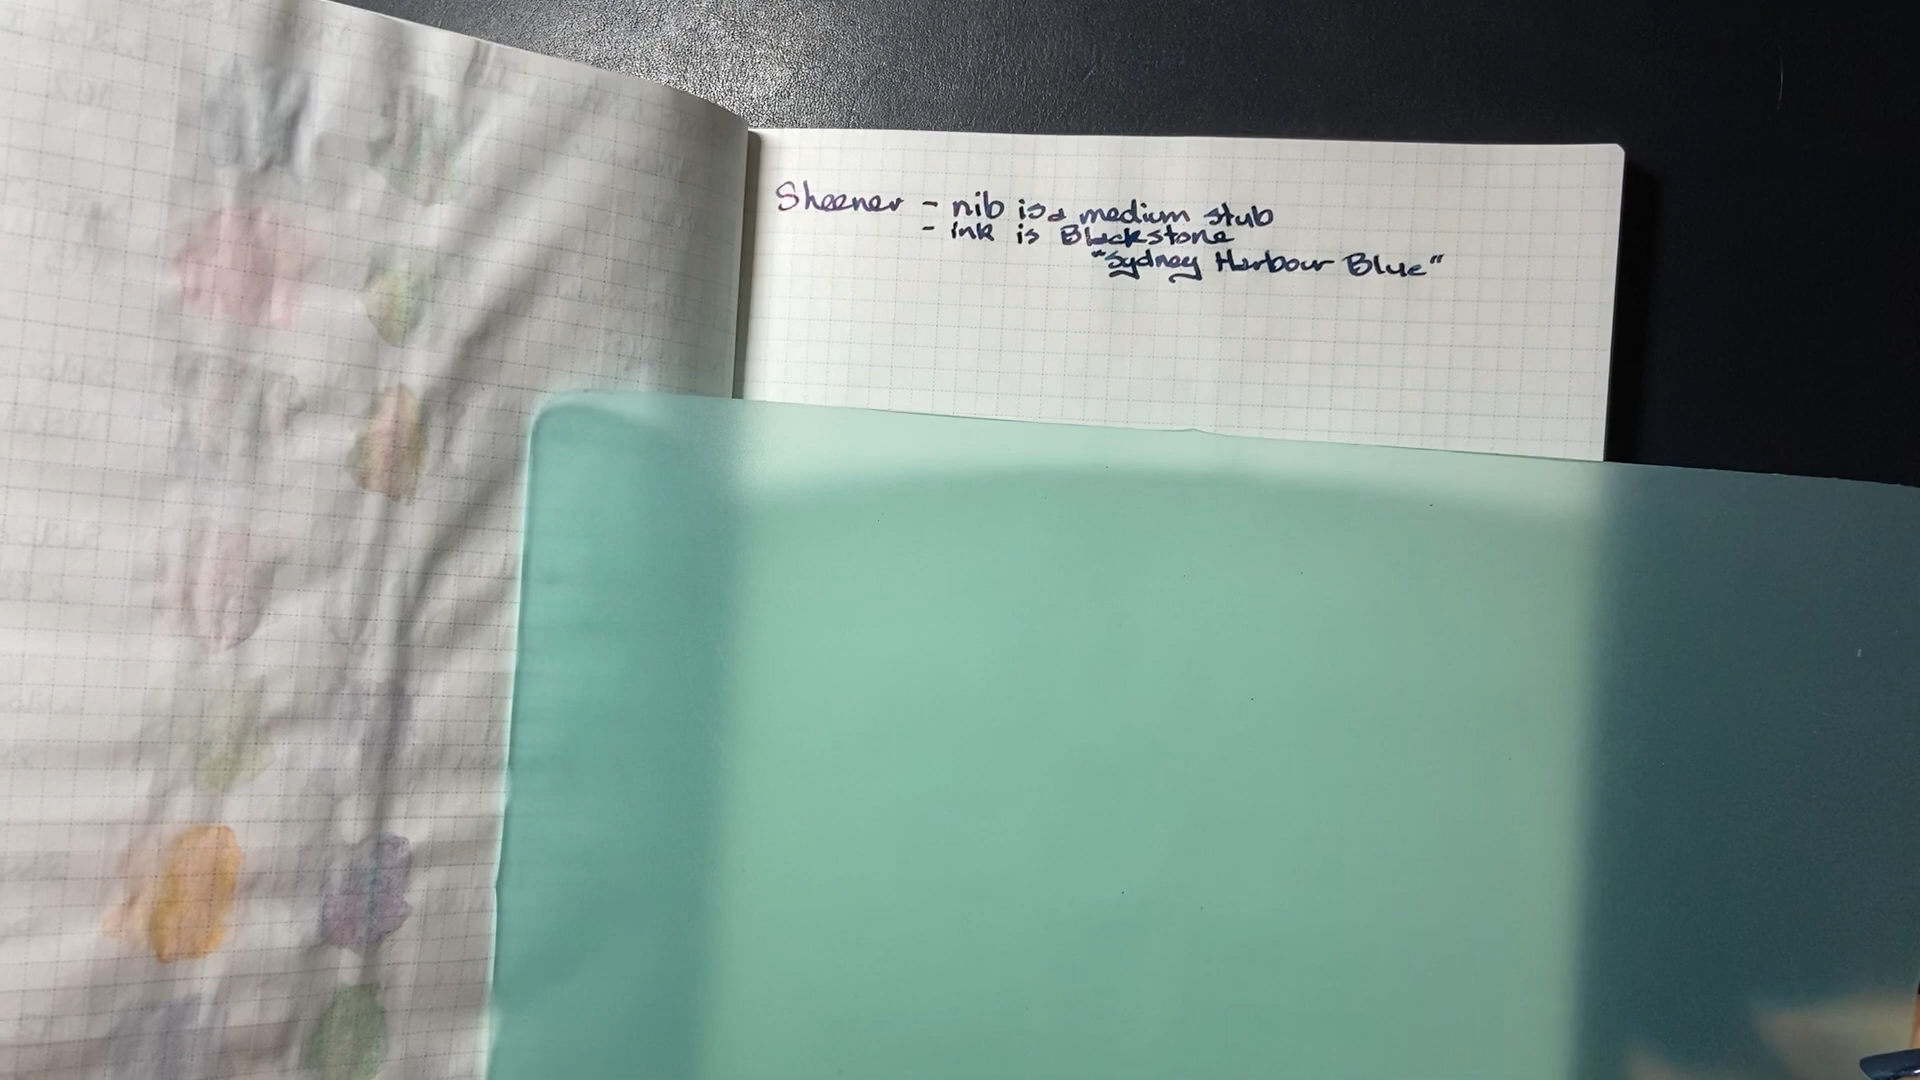 Sheener - nib is a medium stub
- ink is Blackstone
"Sydney Harbour Blue"